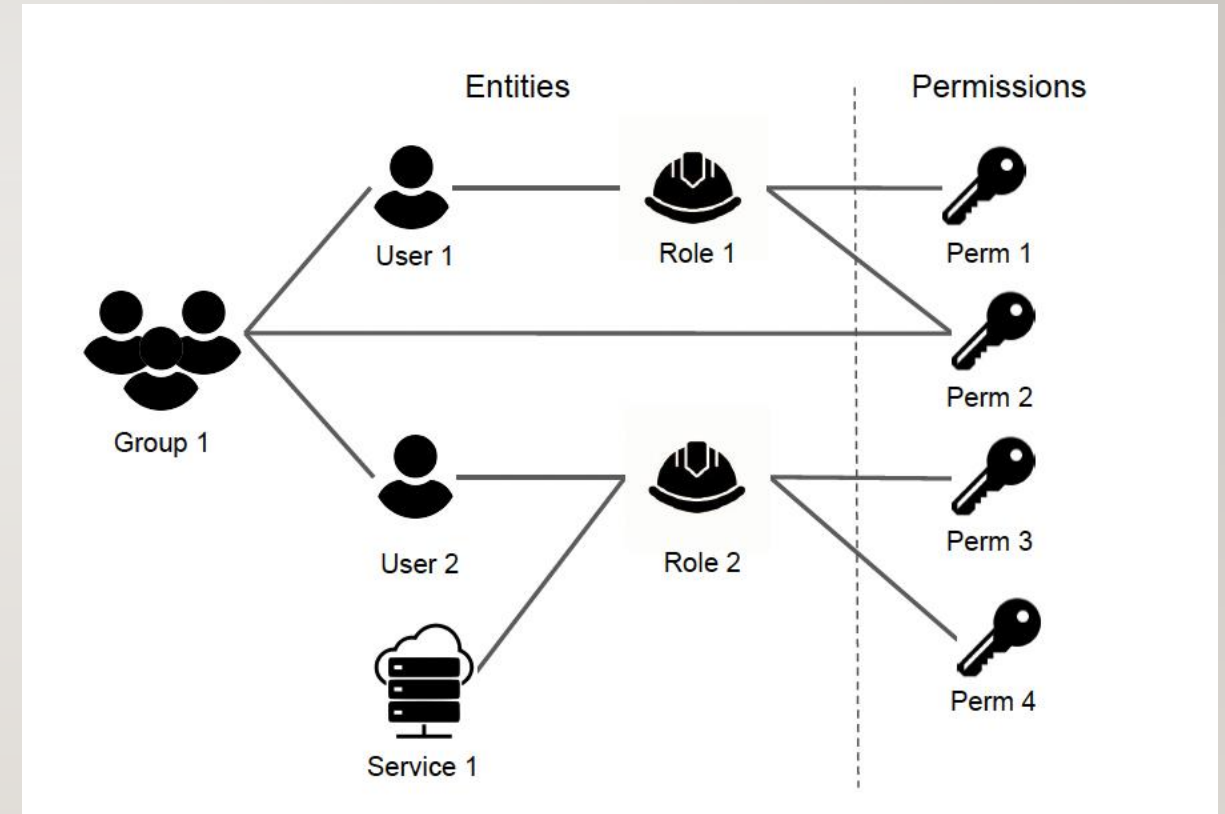 Entities
Permissions
User 1
Role 1
Perm 1
Group 1
Perm 2
User 2
Role 2
Perm 3
Service 1
Perm 4